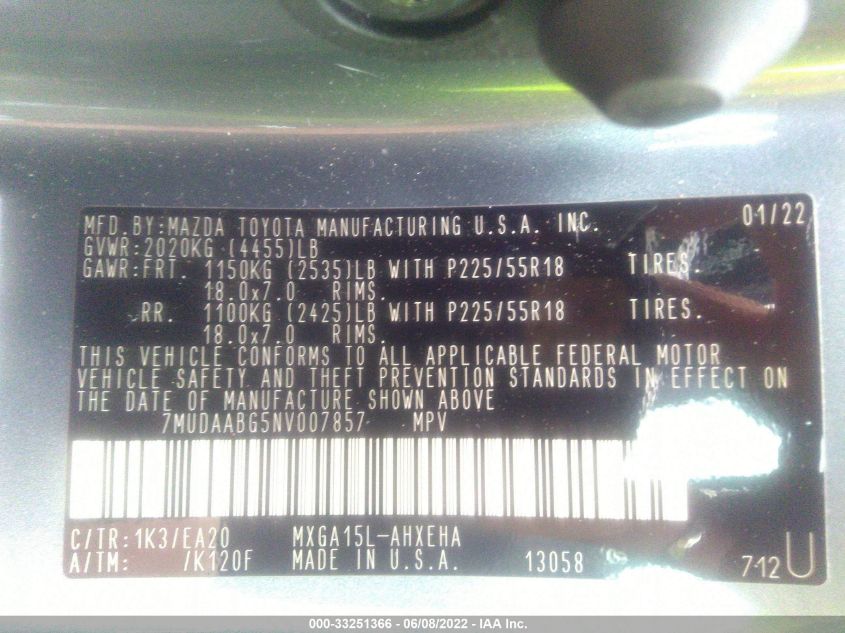 MFD.BY:MAZDA TOYOTA MANUFACTURING U.S.A. INC. 01/22
GVWR:2020KG (4455)LB
GAWR:FRT. 1150KG (2535)LB WITH P225/55R18 TIRES.
18.0x7.0 RIMS.
RR. 1100KG (2425)LB WITH P225/55R18 TIRES.
18.0x7.0 RIMS.
THIS VEHICLE CONFORMS TO ALL APPLICABLE FEDERAL MOTOR
VEHICLE SAFETY AND THEFT PREVENTION STANDARDS IN EFFECT ON
THE DATE OF MANUFACTURE SHOWN ABOVE
7MUDAABG5NV007857 MPV
C/TR:1K3/EA20 MXGA15L-AHXEHA
A/TM: /K120F MADE IN U.S.A. 13058 7-12 U
000-33251366 - 06/08/2022 - IAA Inc.